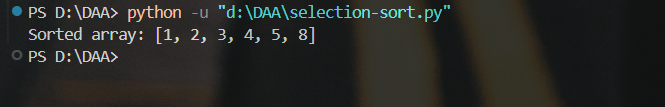 PS D:\DAA> python -u "d:\DAA\selection-sort.py"
Sorted array: [1, 2, 3, 4, 5, 8]
PS D:\DAA>